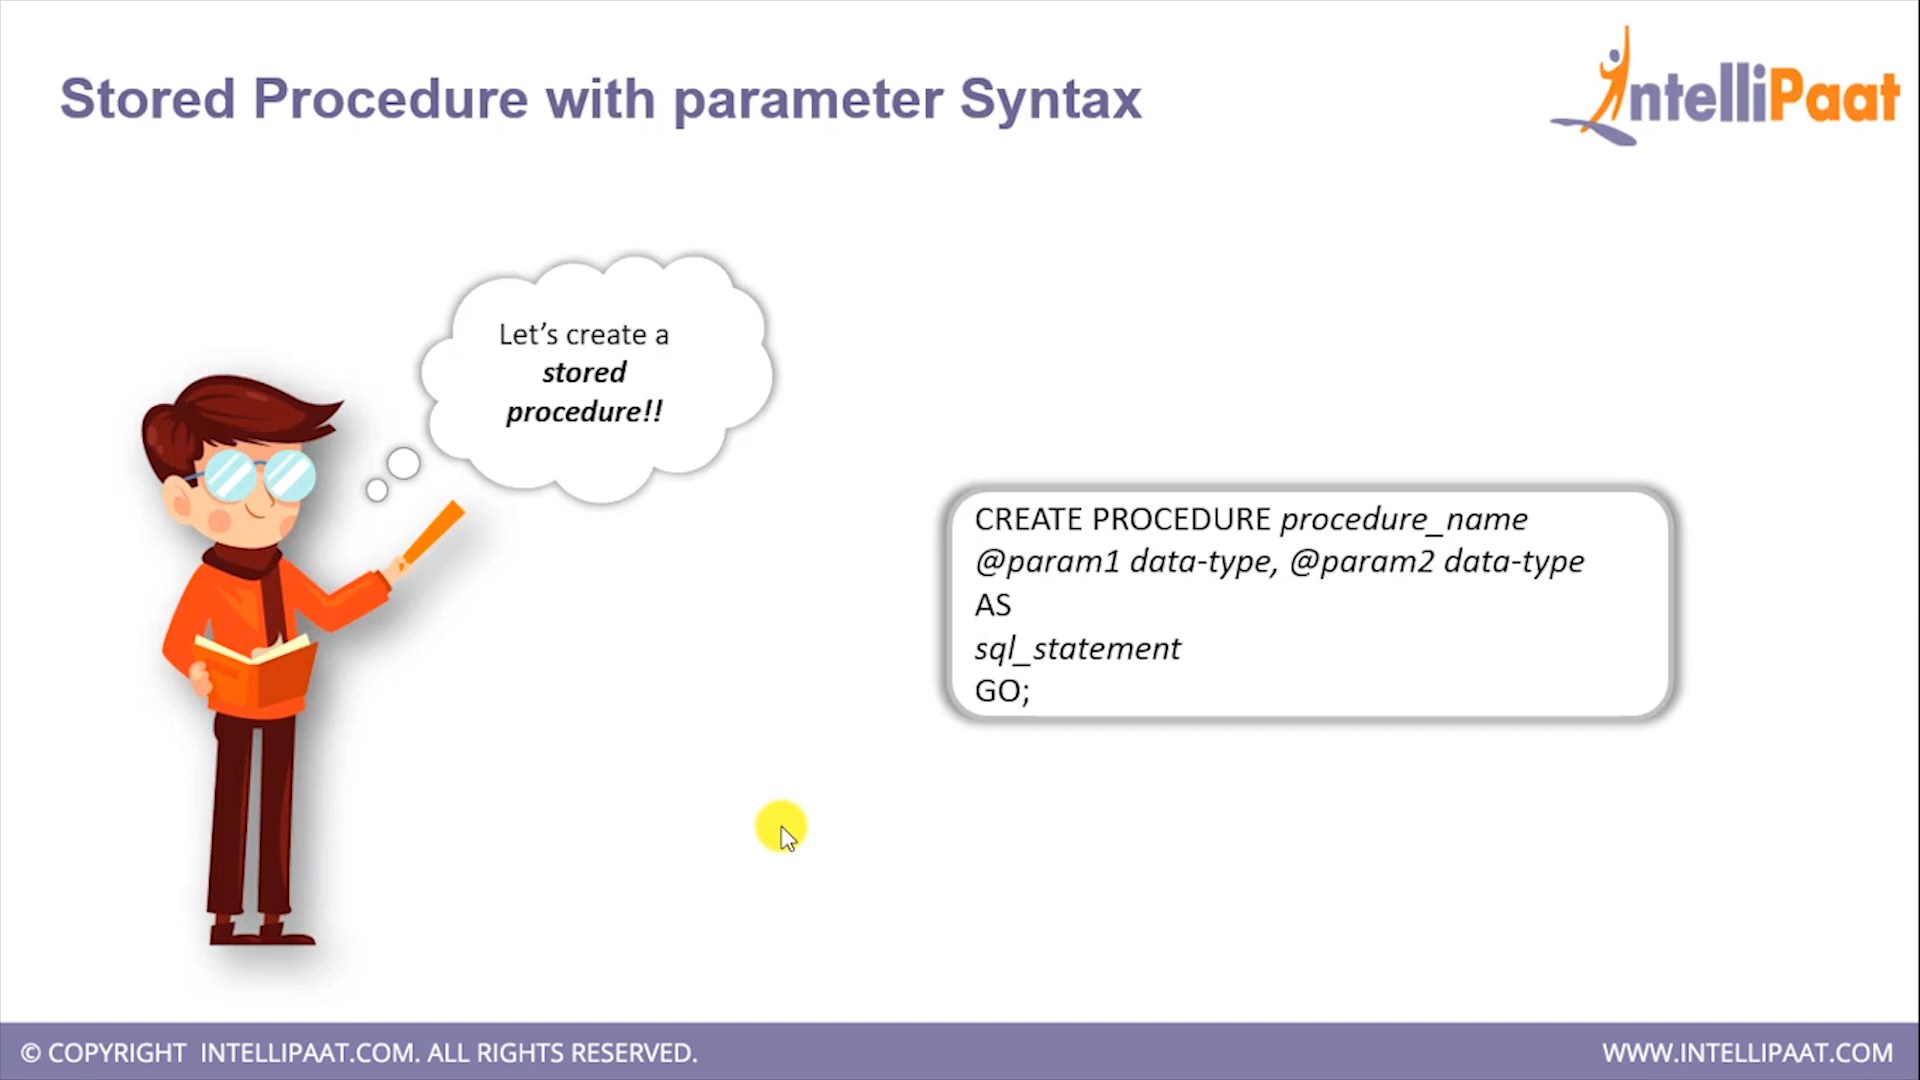 Stored Procedure with parameter Syntax
IntelliPaat
Let’s create a
stored
procedure!!
CREATE PROCEDURE procedure_name
@param1 data-type, @param2 data-type
AS
sql_statement
GO;
© COPYRIGHT INTELLIPAAT.COM. ALL RIGHTS RESERVED.
WWW.INTELLIPAAT.COM